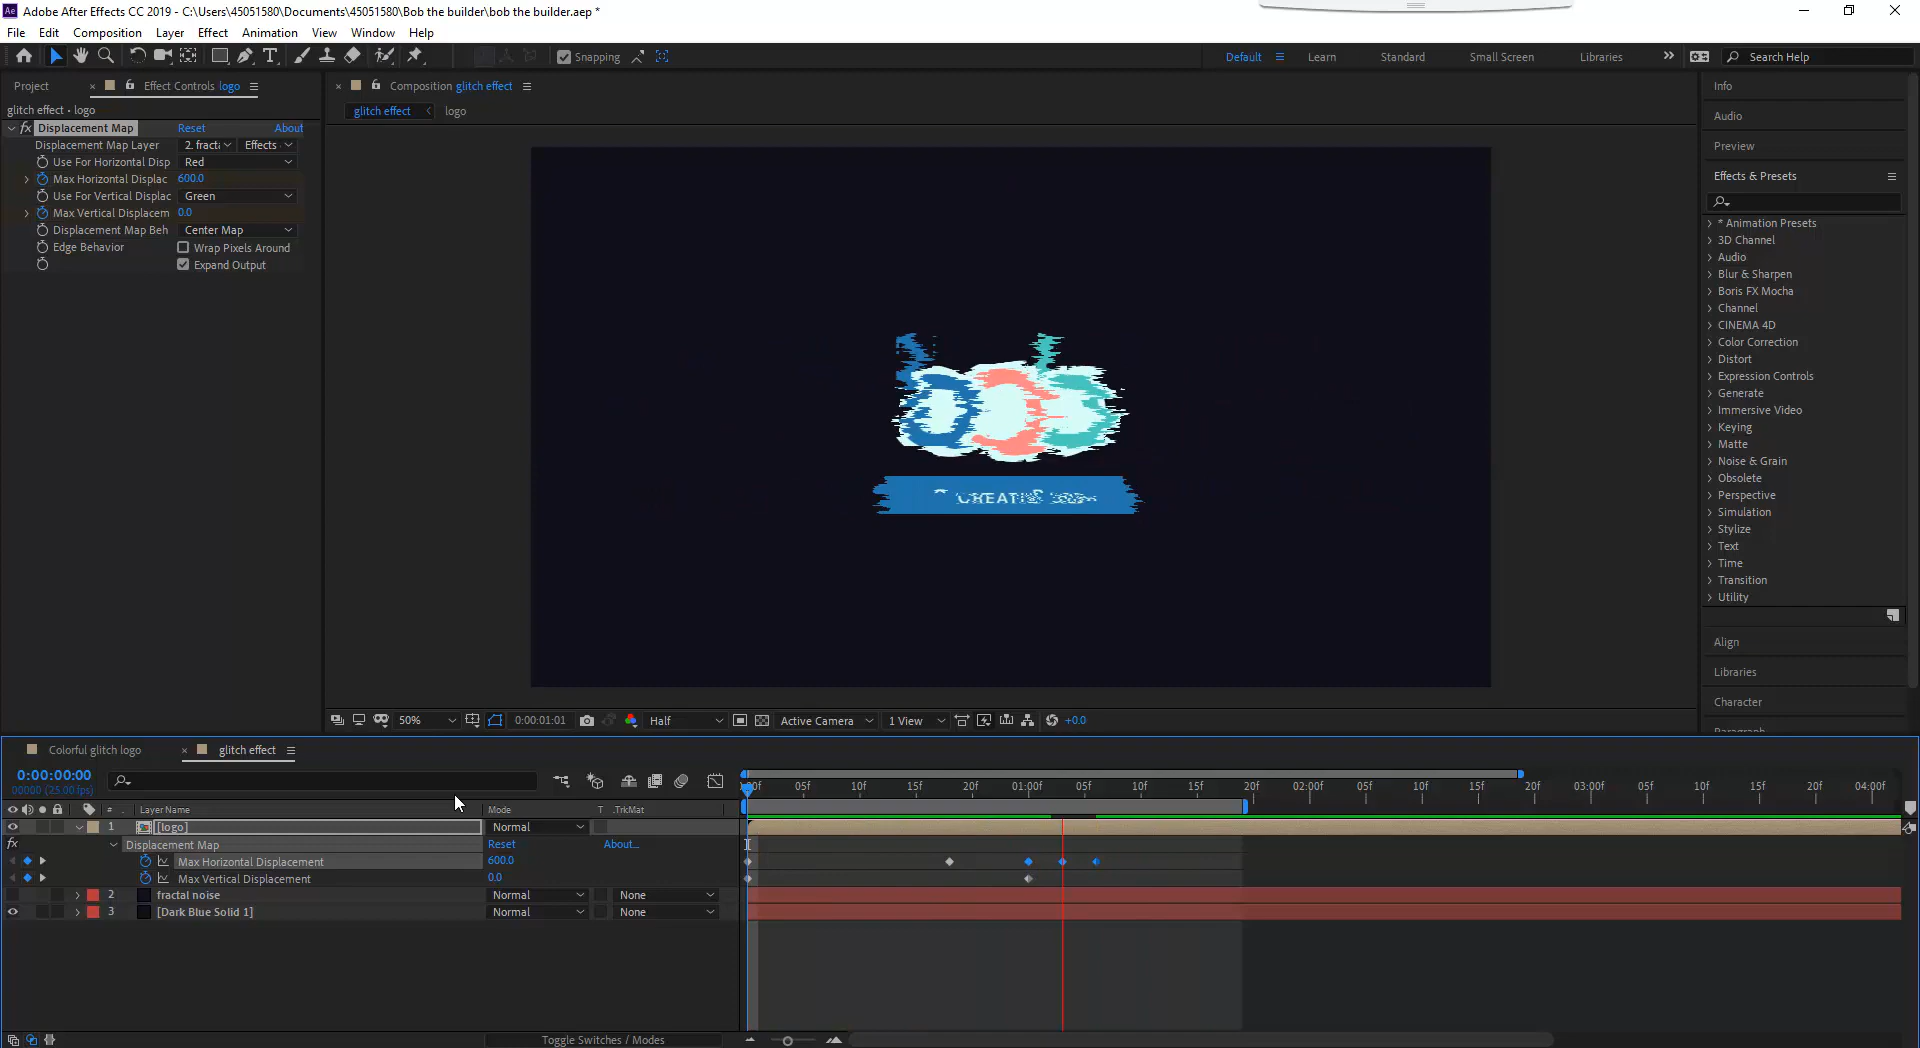 Adobe After Effects CC 2019 - C:\Users\45051580\Documents\45051580\Bob the builder\bob the builder.aep *
File Edit Composition Layer Effect Animation View Window Help
Snapping Default Learn Standard Small Screen Libraries Search Help
Project Effect Controls logo
Composition glitch effect
glitch effect • logo
glitch effect logo
fx Displacement Map Reset About
Displacement Map Layer 2. fracta Effects
Use For Horizontal Disp Red
Max Horizontal Displac 600.0
Use For Vertical Displac Green
Max Vertical Displacem 0.0
Displacement Map Beh Center Map
Edge Behavior Wrap Pixels Around
Expand Output
Info
Audio
Preview
Effects & Presets
* Animation Presets
3D Channel
Audio
Blur & Sharpen
Boris FX Mocha
Channel
CINEMA 4D
Color Correction
Distort
Expression Controls
Generate
Immersive Video
Keying
Matte
Noise & Grain
Obsolete
Perspective
Simulation
Stylize
Text
Time
Transition
Utility
Align
Libraries
Character
Paragraph
50% 0:00:01:01 Half Active Camera 1 View +0.0
Colorful glitch logo glitch effect
0:00:00:00
00000 (25.00 fps)
05f 10f 15f 20f 01:00f 05f 10f 15f 20f 02:00f 05f 10f 15f 20f 03:00f 05f 10f 15f 20f 04:00f
# Layer Name Mode T .TrkMat
1 [logo] Normal
fx Displacement Map Reset About...
Max Horizontal Displacement 600.0
Max Vertical Displacement 0.0
2 fractal noise Normal None
3 [Dark Blue Solid 1] Normal None
Toggle Switches / Modes